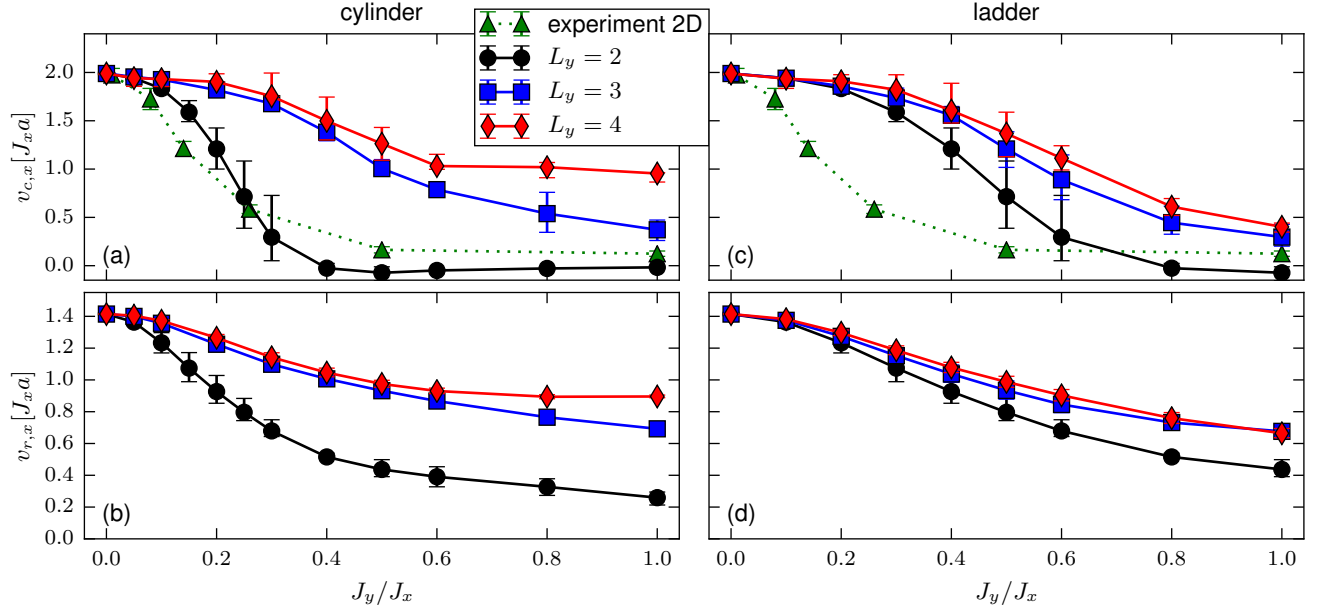 cylinder
ladder
experiment 2D
L_y = 2
L_y = 3
L_y = 4
v_{c,x}[J_x a]
2.0
1.5
1.0
0.5
0.0
(a)
(c)
v_{r,x}[J_x a]
1.4
1.2
1.0
0.8
0.6
0.4
0.2
0.0
(b)
(d)
0.0 0.2 0.4 0.6 0.8 1.0
0.0 0.2 0.4 0.6 0.8 1.0
J_y/J_x
J_y/J_x